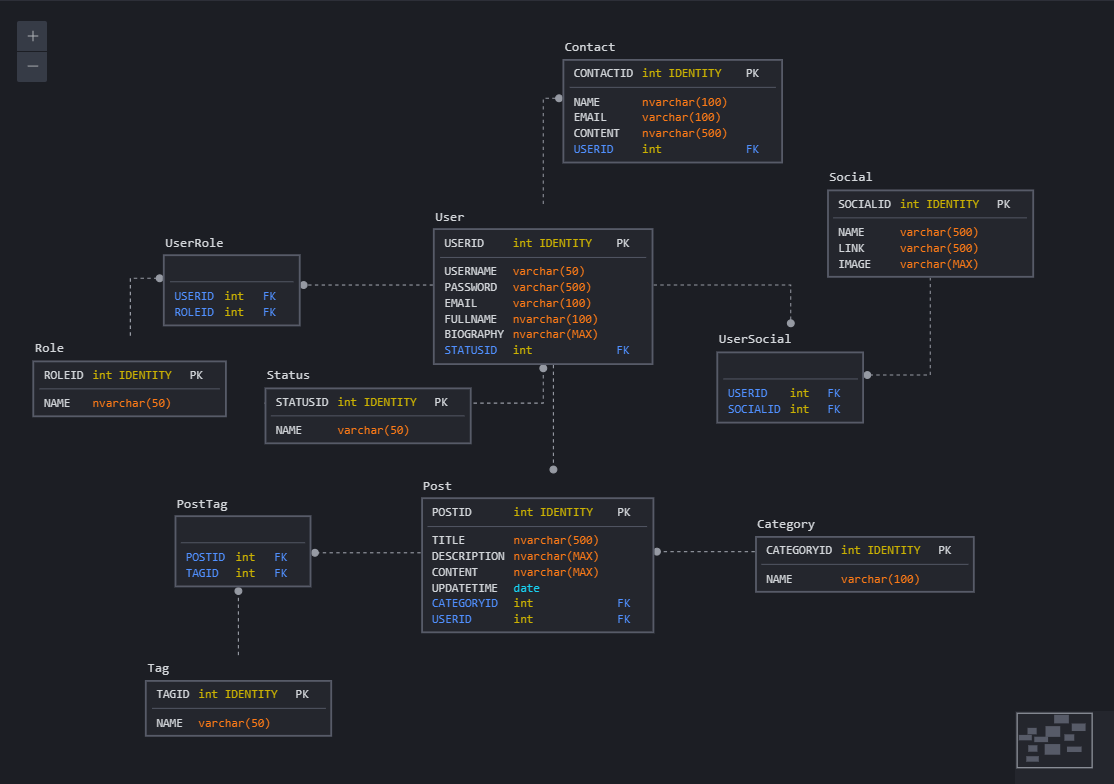 +
−
Contact
CONTACTID int IDENTITY PK
NAME nvarchar(100)
EMAIL varchar(100)
CONTENT nvarchar(500)
USERID int FK
Social
SOCIALID int IDENTITY PK
NAME varchar(500)
LINK varchar(500)
IMAGE varchar(MAX)
User
USERID int IDENTITY PK
USERNAME varchar(50)
PASSWORD varchar(500)
EMAIL varchar(100)
FULLNAME nvarchar(100)
BIOGRAPHY nvarchar(MAX)
STATUSID int FK
UserRole
USERID int FK
ROLEID int FK
Role
ROLEID int IDENTITY PK
NAME nvarchar(50)
Status
STATUSID int IDENTITY PK
NAME varchar(50)
UserSocial
USERID int FK
SOCIALID int FK
Post
POSTID int IDENTITY PK
TITLE nvarchar(500)
DESCRIPTION nvarchar(MAX)
CONTENT nvarchar(MAX)
UPDATETIME date
CATEGORYID int FK
USERID int FK
PostTag
POSTID int FK
TAGID int FK
Category
CATEGORYID int IDENTITY PK
NAME varchar(100)
Tag
TAGID int IDENTITY PK
NAME varchar(50)